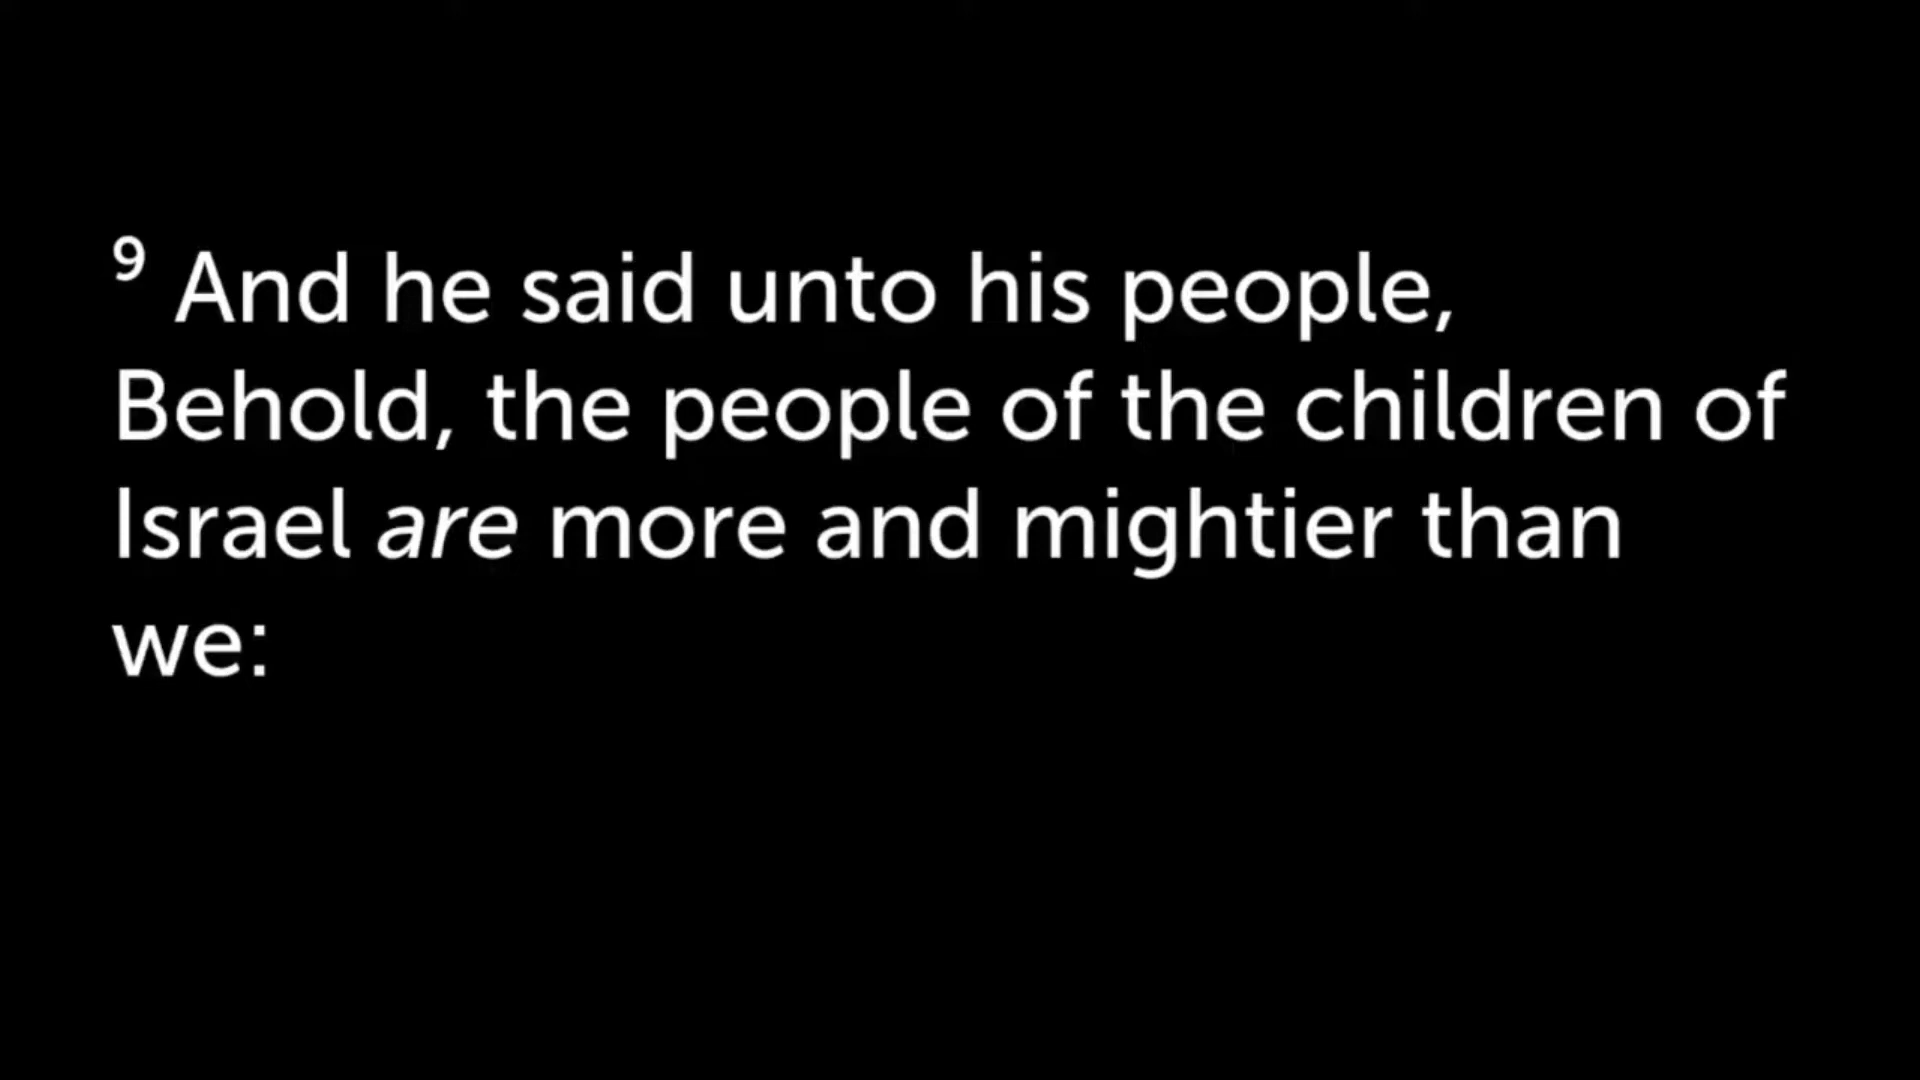 9 And he said unto his people,
Behold, the people of the children of
Israel are more and mightier than
we: